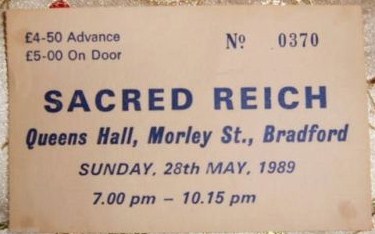 £4-50 Advance
Nº 0370
£5-00 On Door
SACRED REICH
Queens Hall, Morley St., Bradford
SUNDAY, 28th MAY, 1989
7.00 pm – 10.15 pm